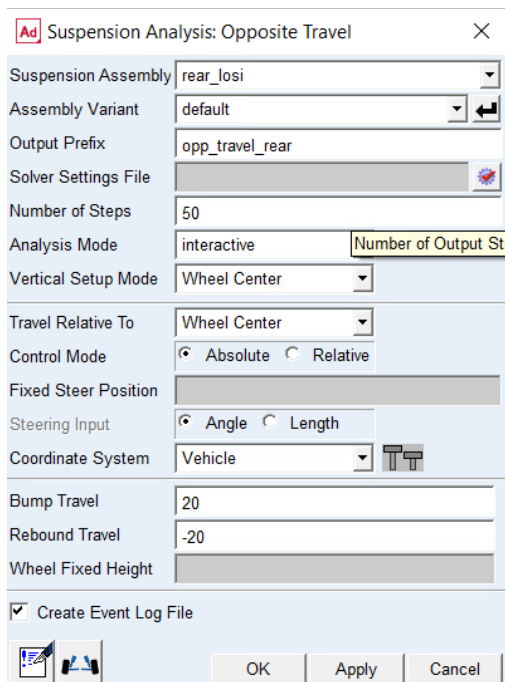 Ad Suspension Analysis: Opposite Travel
Suspension Assembly rear_losi
Assembly Variant default
Output Prefix opp_travel_rear
Solver Settings File
Number of Steps 50
Analysis Mode interactive Number of Output St
Vertical Setup Mode Wheel Center
Travel Relative To Wheel Center
Control Mode Absolute Relative
Fixed Steer Position
Steering Input Angle Length
Coordinate System Vehicle
Bump Travel 20
Rebound Travel -20
Wheel Fixed Height
Create Event Log File
OK Apply Cancel